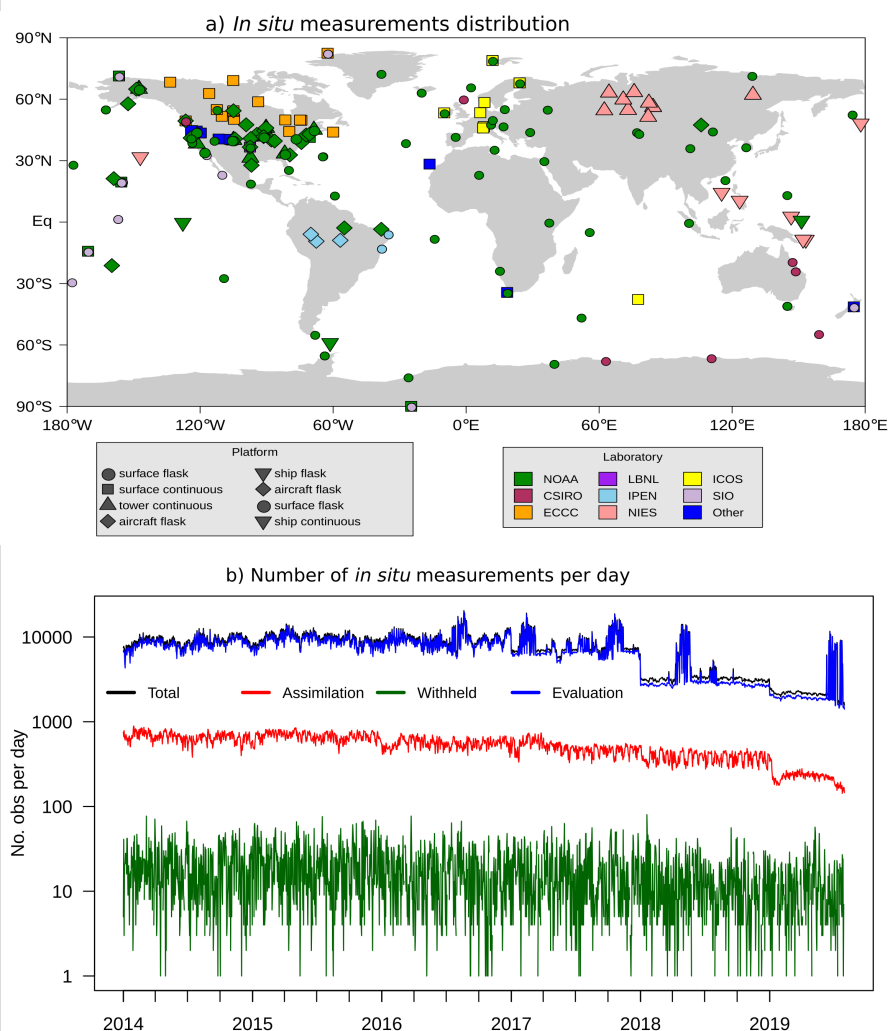 a) In situ measurements distribution
90°N
60°N
30°N
Eq
30°S
60°S
90°S
180°W 120°W 60°W 0°E 60°E 120°E 180°E
Platform
surface flask ship flask
surface continuous aircraft flask
tower continuous surface flask
aircraft flask ship continuous
Laboratory
NOAA LBNL ICOS
CSIRO IPEN SIO
ECCC NIES Other
b) Number of in situ measurements per day
No. obs per day
10000
1000
100
10
1
Total Assimilation Withheld Evaluation
2014 2015 2016 2017 2018 2019